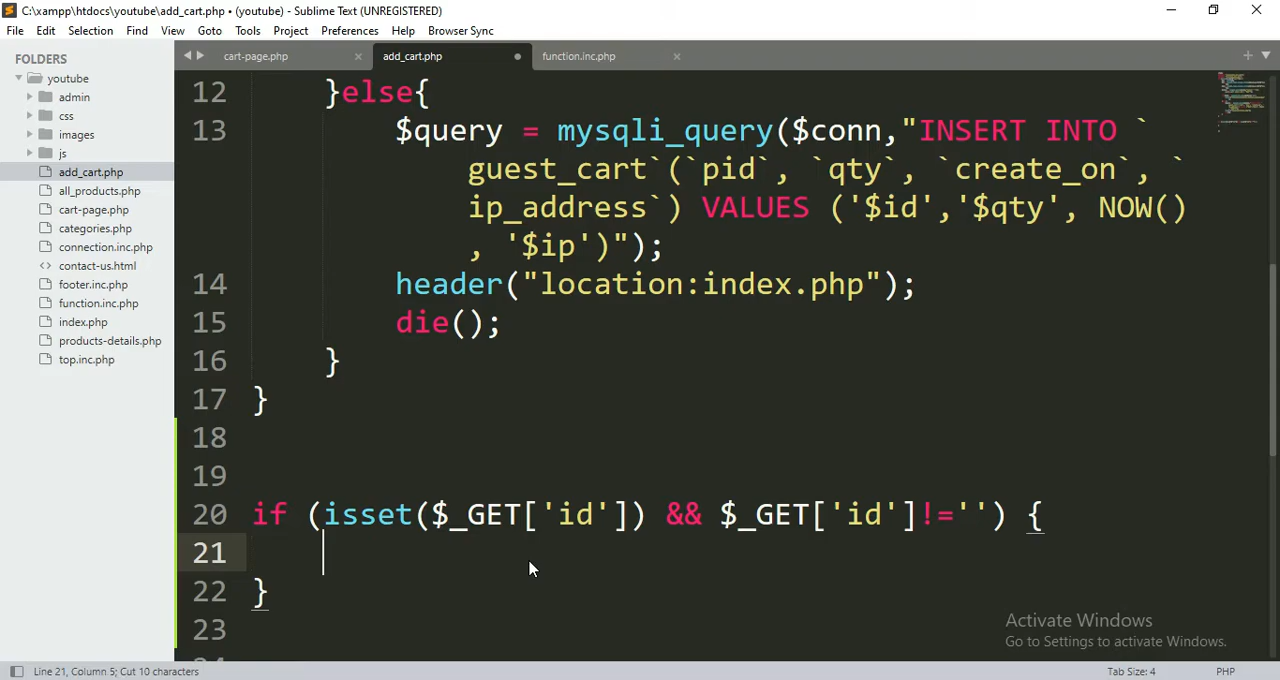 C:\xampp\htdocs\youtube\add_cart.php • (youtube) - Sublime Text (UNREGISTERED)
File Edit Selection Find View Goto Tools Project Preferences Help Browser Sync
FOLDERS
youtube
admin
css
images
js
add_cart.php
all_products.php
cart-page.php
categories.php
connection.inc.php
contact-us.html
footer.inc.php
function.inc.php
index.php
products-details.php
top.inc.php
cart-page.php add_cart.php function.inc.php
12 }else{
13 $query = mysqli_query($conn,"INSERT INTO `
guest_cart`(`pid`, `qty`, `create_on`, `
ip_address`) VALUES ('$id','$qty', NOW()
, '$ip')");
14 header("location:index.php");
15 die();
16 }
17 }
18
19
20 if (isset($_GET['id']) && $_GET['id']!='') {
21
22 }
23
Activate Windows
Go to Settings to activate Windows.
Line 21, Column 5; Cut 10 characters Tab Size: 4 PHP